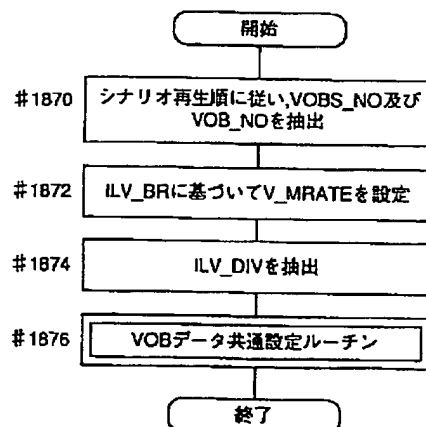 開始
#1870
シナリオ再生順に従い,VOBS_NO及び
VOB_NOを抽出
#1872
ILV_BRに基づいてV_MRATEを設定
#1874
ILV_DIVを抽出
#1876
VOBデータ共通設定ルーチン
終了